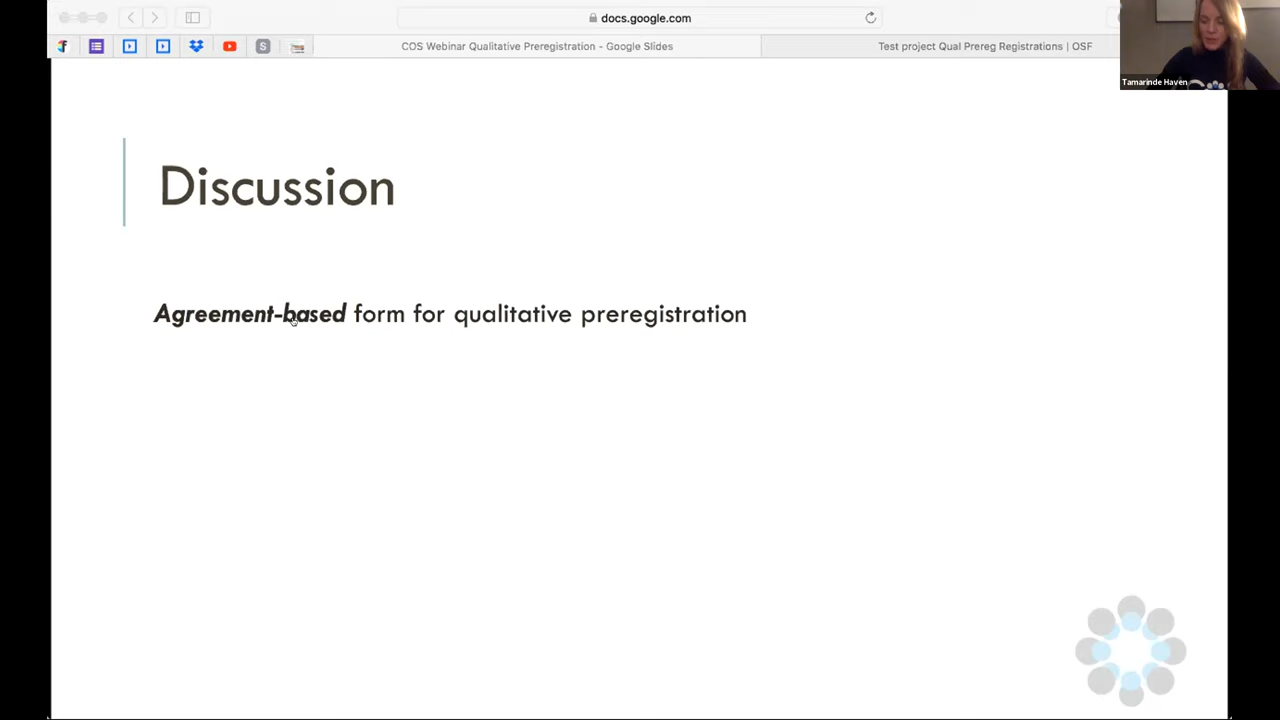 docs.google.com
COS Webinar Qualitative Preregistration - Google Slides
Test project Qual Prereg Registrations | OSF
Tamarinde Haven
Discussion
Agreement-based form for qualitative preregistration